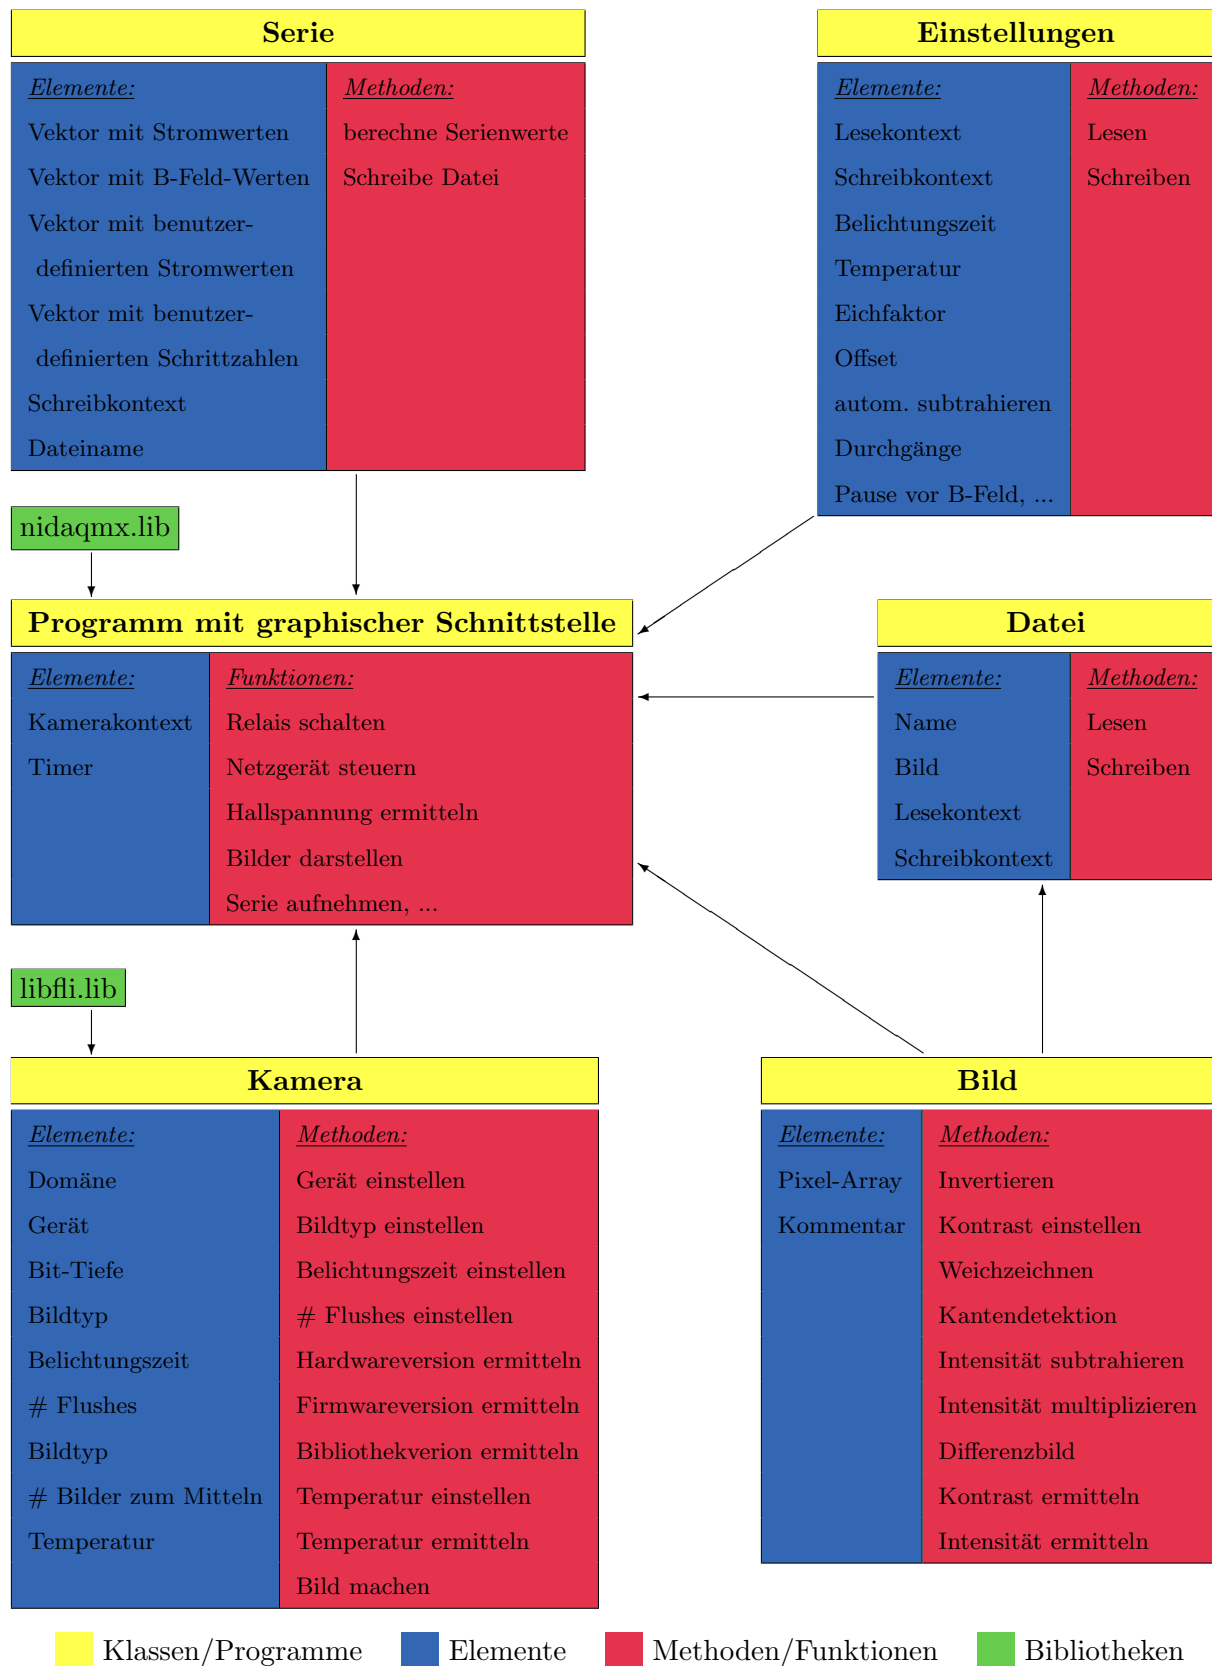 Serie
Elemente:
Vektor mit Stromwerten
Vektor mit B-Feld-Werten
Vektor mit benutzer-
definierten Stromwerten
Vektor mit benutzer-
definierten Schrittzahlen
Schreibkontext
Dateiname
Methoden:
berechne Serienwerte
Schreibe Datei
Einstellungen
Elemente:
Lesekontext
Schreibkontext
Belichtungszeit
Temperatur
Eichfaktor
Offset
autom. subtrahieren
Durchgänge
Pause vor B-Feld, ...
Methoden:
Lesen
Schreiben
nidaqmx.lib
Programm mit graphischer Schnittstelle
Elemente:
Kamerakontext
Timer
Funktionen:
Relais schalten
Netzgerät steuern
Hallspannung ermitteln
Bilder darstellen
Serie aufnehmen, ...
Datei
Elemente:
Name
Bild
Lesekontext
Schreibkontext
Methoden:
Lesen
Schreiben
libfli.lib
Kamera
Elemente:
Domäne
Gerät
Bit-Tiefe
Bildtyp
Belichtungszeit
# Flushes
Bildtyp
# Bilder zum Mitteln
Temperatur
Methoden:
Gerät einstellen
Bildtyp einstellen
Belichtungszeit einstellen
# Flushes einstellen
Hardwareversion ermitteln
Firmwareversion ermitteln
Bibliothekverion ermitteln
Temperatur einstellen
Temperatur ermitteln
Bild machen
Bild
Elemente:
Pixel-Array
Kommentar
Methoden:
Invertieren
Kontrast einstellen
Weichzeichnen
Kantendetektion
Intensität subtrahieren
Intensität multiplizieren
Differenzbild
Kontrast ermitteln
Intensität ermitteln
Klassen/Programme
Elemente
Methoden/Funktionen
Bibliotheken